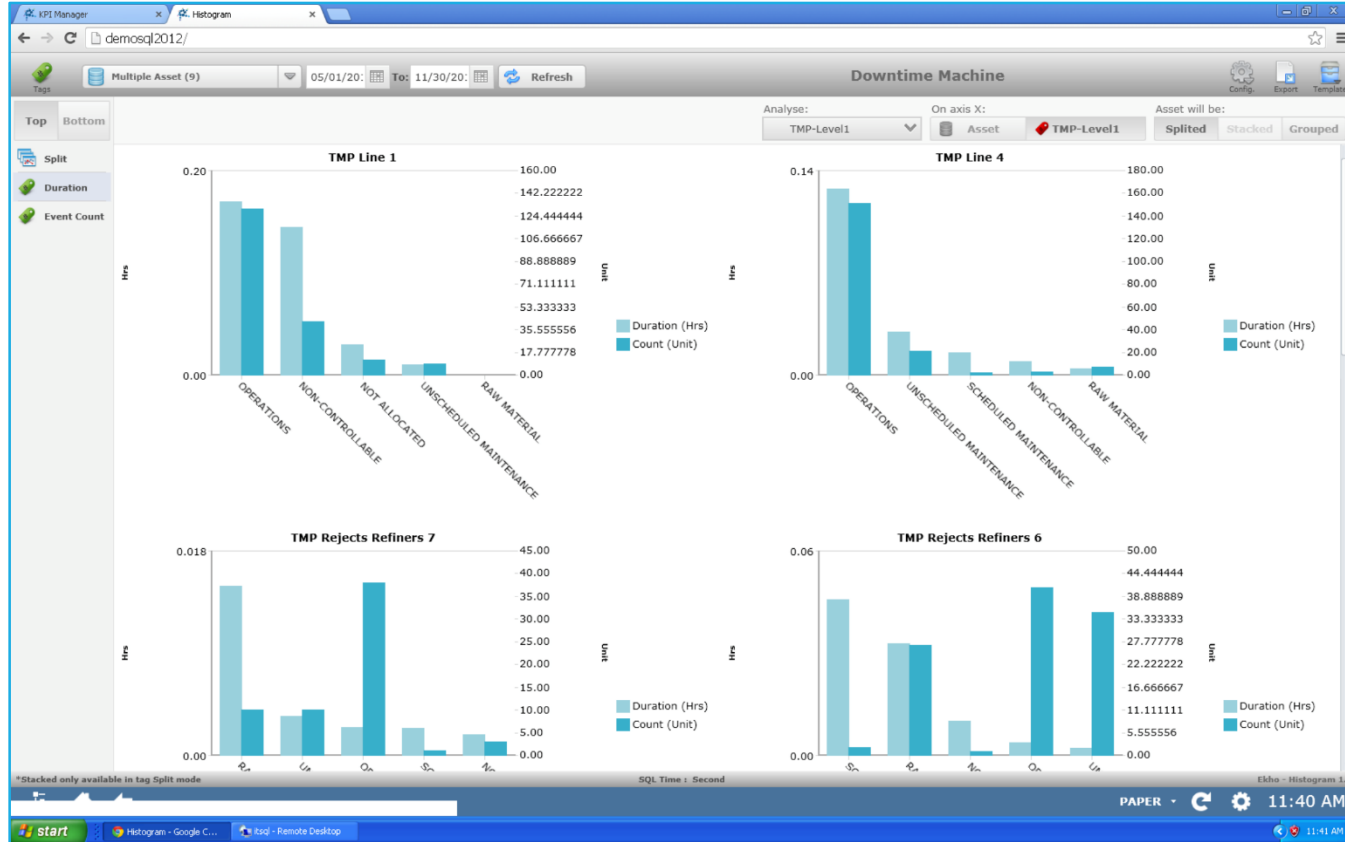 KPI Manager
Histogram
demosql2012/
Tags
Multiple Asset (9)
05/01/20:
To:
11/30/20:
Refresh
Downtime Machine
Config.
Export
Template
Top
Bottom
Analyse:
TMP-Level1
On axis X:
Asset
TMP-Level1
Asset will be:
Splited
Stacked
Grouped
Split
Duration
Event Count
TMP Line 1
0.20
0.00
Hrs
160.00
142.222222
124.444444
106.666667
88.888889
71.111111
53.333333
35.555556
17.777778
0.00
Unit
Duration (Hrs)
Count (Unit)
OPERATIONS
NON-CONTROLLABLE
NOT ALLOCATED
UNSCHEDULED MAINTENANCE
RAW MATERIAL
TMP Line 4
0.14
0.00
Hrs
180.00
160.00
140.00
120.00
100.00
80.00
60.00
40.00
20.00
0.00
Unit
Duration (Hrs)
Count (Unit)
OPERATIONS
UNSCHEDULED MAINTENANCE
SCHEDULED MAINTENANCE
NON-CONTROLLABLE
RAW MATERIAL
TMP Rejects Refiners 7
0.018
0.00
Hrs
45.00
40.00
35.00
30.00
25.00
20.00
15.00
10.00
5.00
0.00
Unit
Duration (Hrs)
Count (Unit)
TMP Rejects Refiners 6
0.06
0.00
Hrs
50.00
44.444444
38.888889
33.333333
27.777778
22.222222
16.666667
11.111111
5.555556
0.00
Unit
Duration (Hrs)
Count (Unit)
*Stacked only available in tag Split mode
SQL Time : Second
Ekho - Histogram 1.
PAPER
11:40 AM
start
Histogram - Google C...
itsql - Remote Desktop
11:41 AM